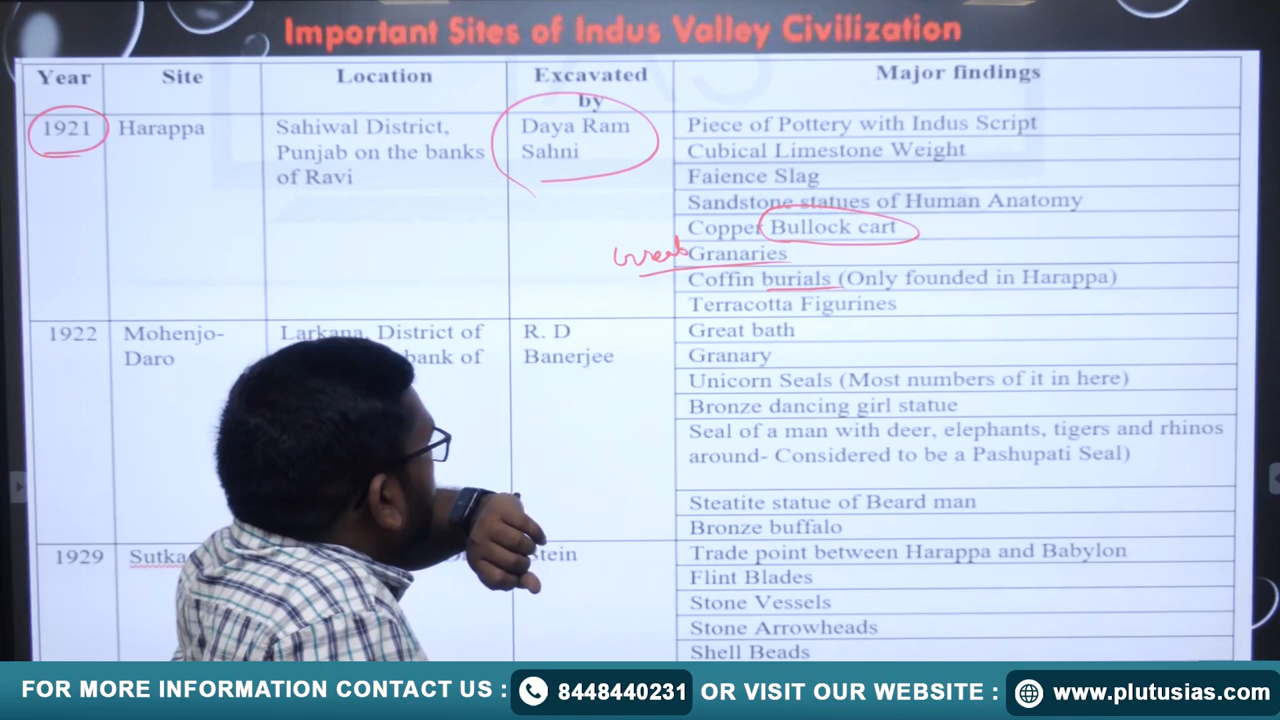 Important Sites of Indus Valley Civilization
Year Site Location Excavated by Major findings
1921 Harappa Sahiwal District, Punjab on the banks of Ravi Daya Ram Sahni
Piece of Pottery with Indus Script
Cubical Limestone Weight
Faience Slag
Sandstone statues of Human Anatomy
Copper Bullock cart
Great Granaries
Coffin burials (Only founded in Harappa)
Terracotta Figurines
1922 Mohenjo-Daro Larkana, District of bank of R. D Banerjee
Great bath
Granary
Unicorn Seals (Most numbers of it in here)
Bronze dancing girl statue
Seal of a man with deer, elephants, tigers and rhinos
around- Considered to be a Pashupati Seal)
Steatite statue of Beard man
Bronze buffalo
1929 Sutka Stein
Trade point between Harappa and Babylon
Flint Blades
Stone Vessels
Stone Arrowheads
Shell Beads
FOR MORE INFORMATION CONTACT US : 8448440231 OR VISIT OUR WEBSITE : www.plutusias.com